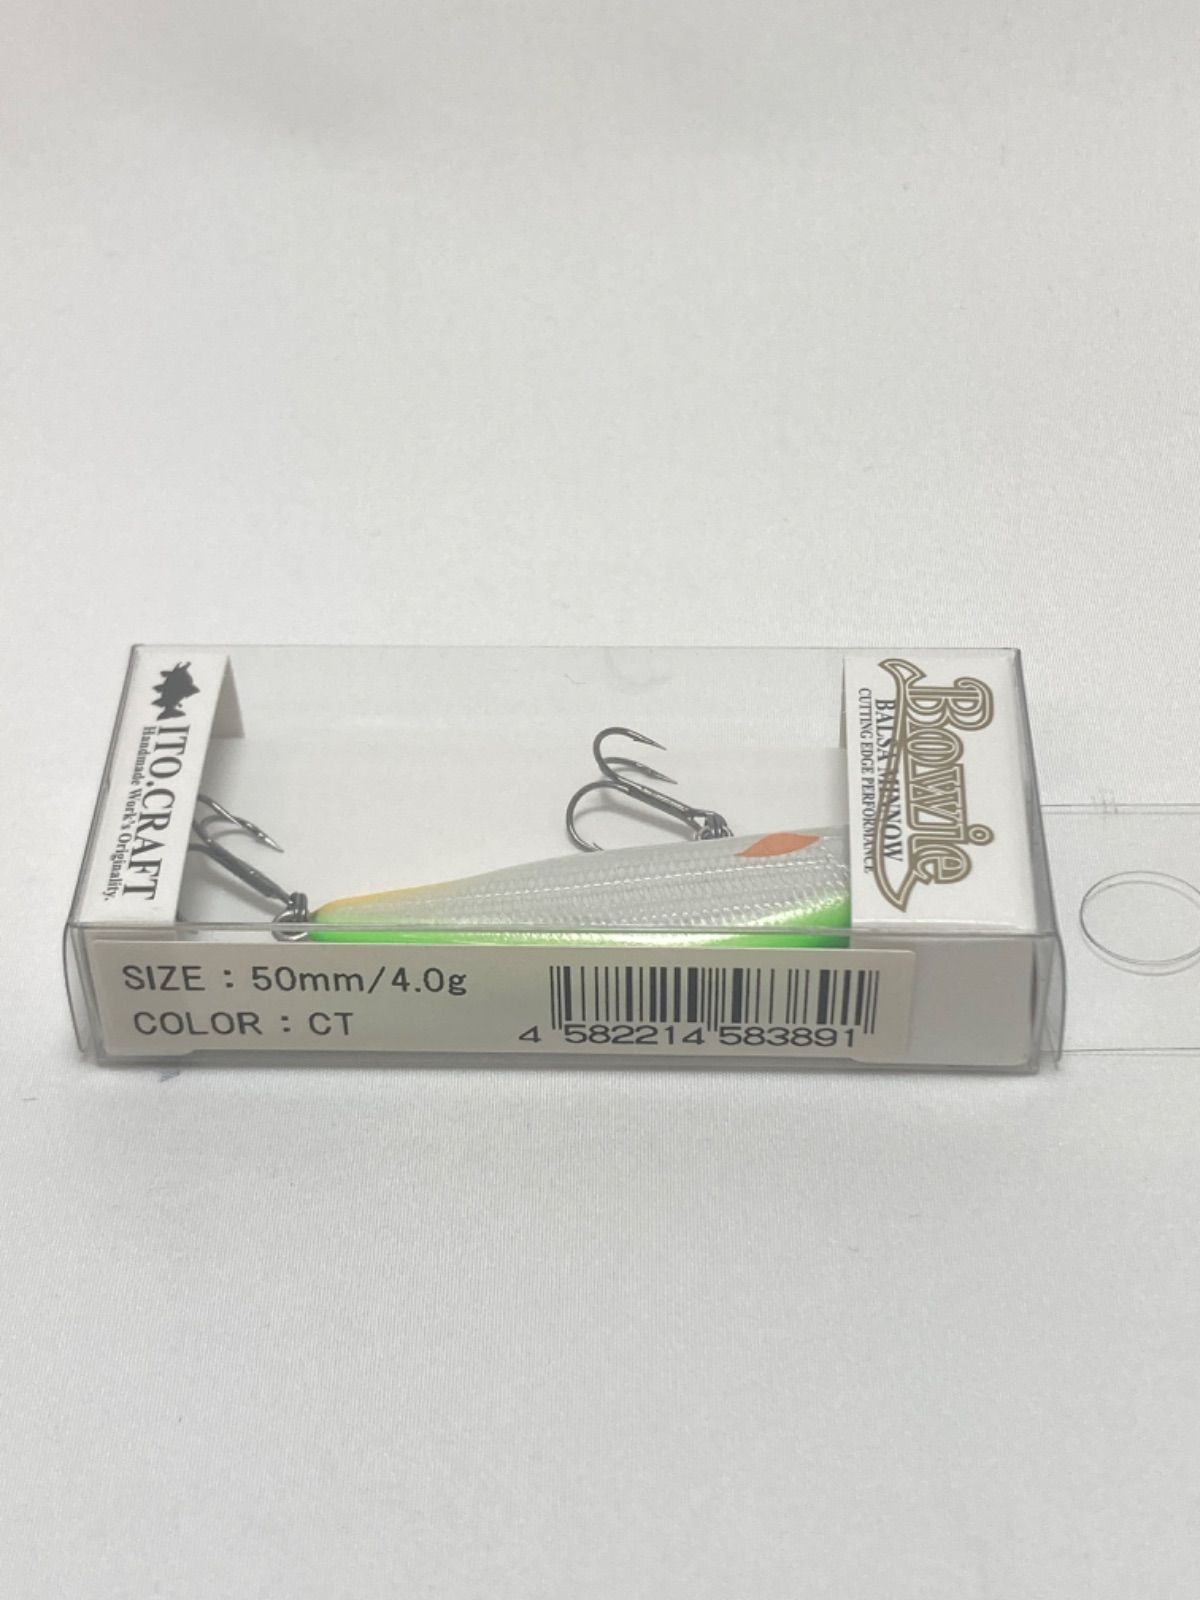 ITO.CRAFT
Handmade Work's Originality.
Bowie
BALSA MINNOW
CUTTING EDGE PERFORMANCE
SIZE : 50mm/4.0g
COLOR : CT
4 582214 583891